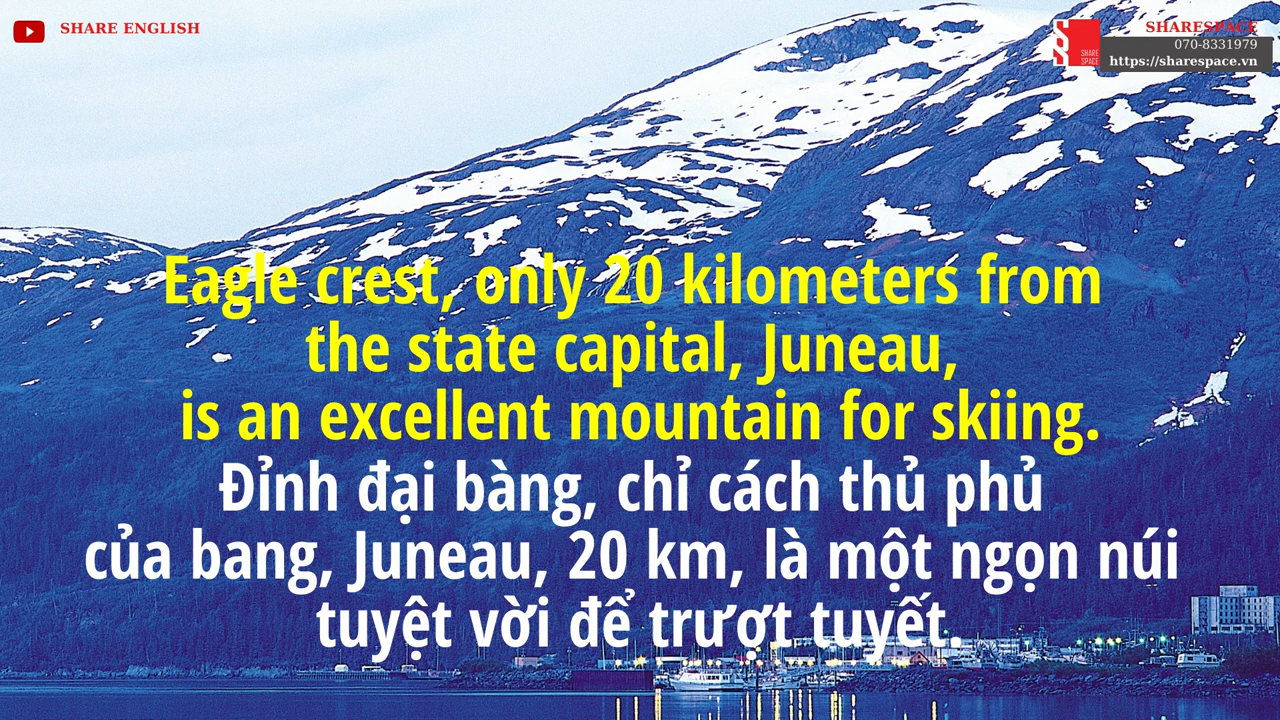 SHARE ENGLISH
SHARESPACE
070-8331979
https://sharespace.vn
SHARE
SPACE
Eagle crest, only 20 kilometers from
the state capital, Juneau,
is an excellent mountain for skiing.
Đỉnh đại bàng, chỉ cách thủ phủ
của bang, Juneau, 20 km, là một ngọn núi
tuyệt vời để trượt tuyết.